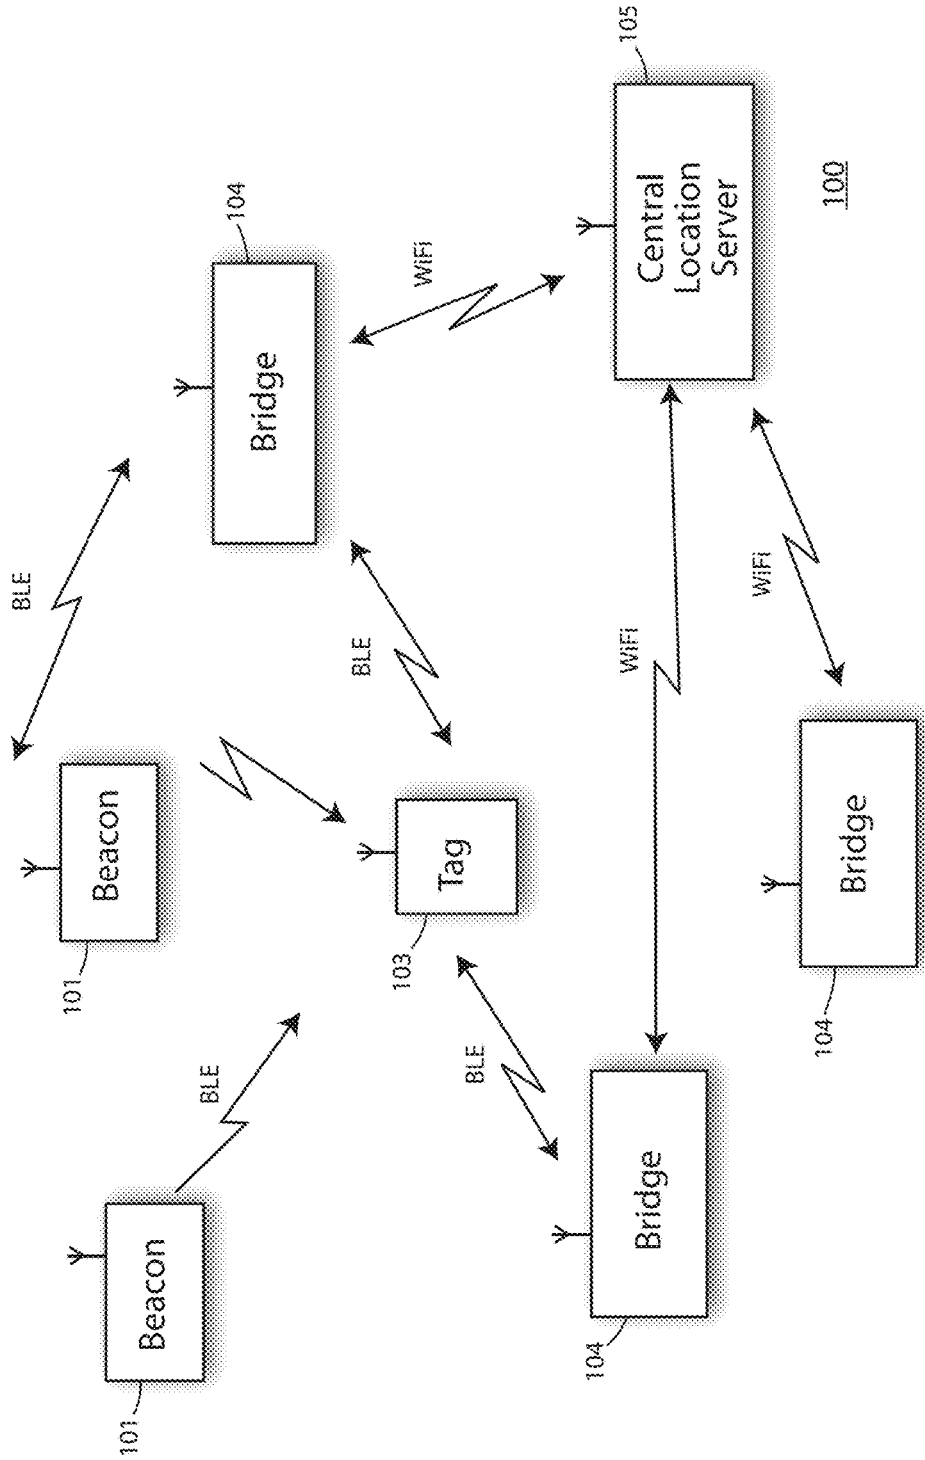 101
Beacon
BLE
101
Beacon
BLE
104
Bridge
103
Tag
BLE
BLE
WiFi
104
Bridge
WiFi
105
Central
Location
Server
104
Bridge
WiFi
100